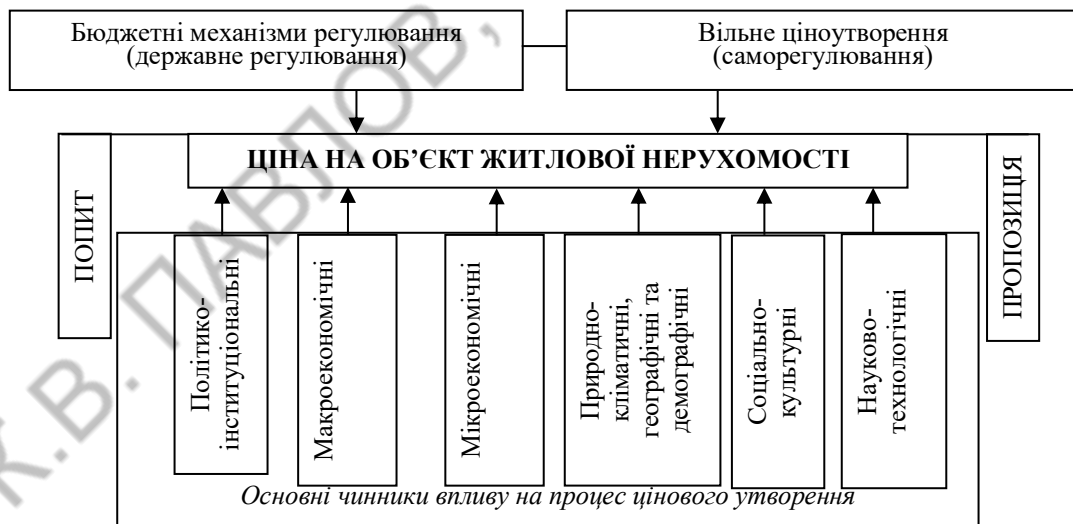 Бюджетні механізми регулювання
(державне регулювання)
Вільне ціноутворення
(саморегулювання)
ЦІНА НА ОБ’ЄКТ ЖИТЛОВОЇ НЕРУХОМОСТІ
ПОПИТ
ПРОПОЗИЦІЯ
Політико-
інституціональні
Макроекономічні
Мікроекономічні
Природно-
кліматичні,
географічні та
демографічні
Соціально-
культурні
Науково-
технологічні
Основні чинники впливу на процес цінового утворення
К.В. ПАВЛОВ,